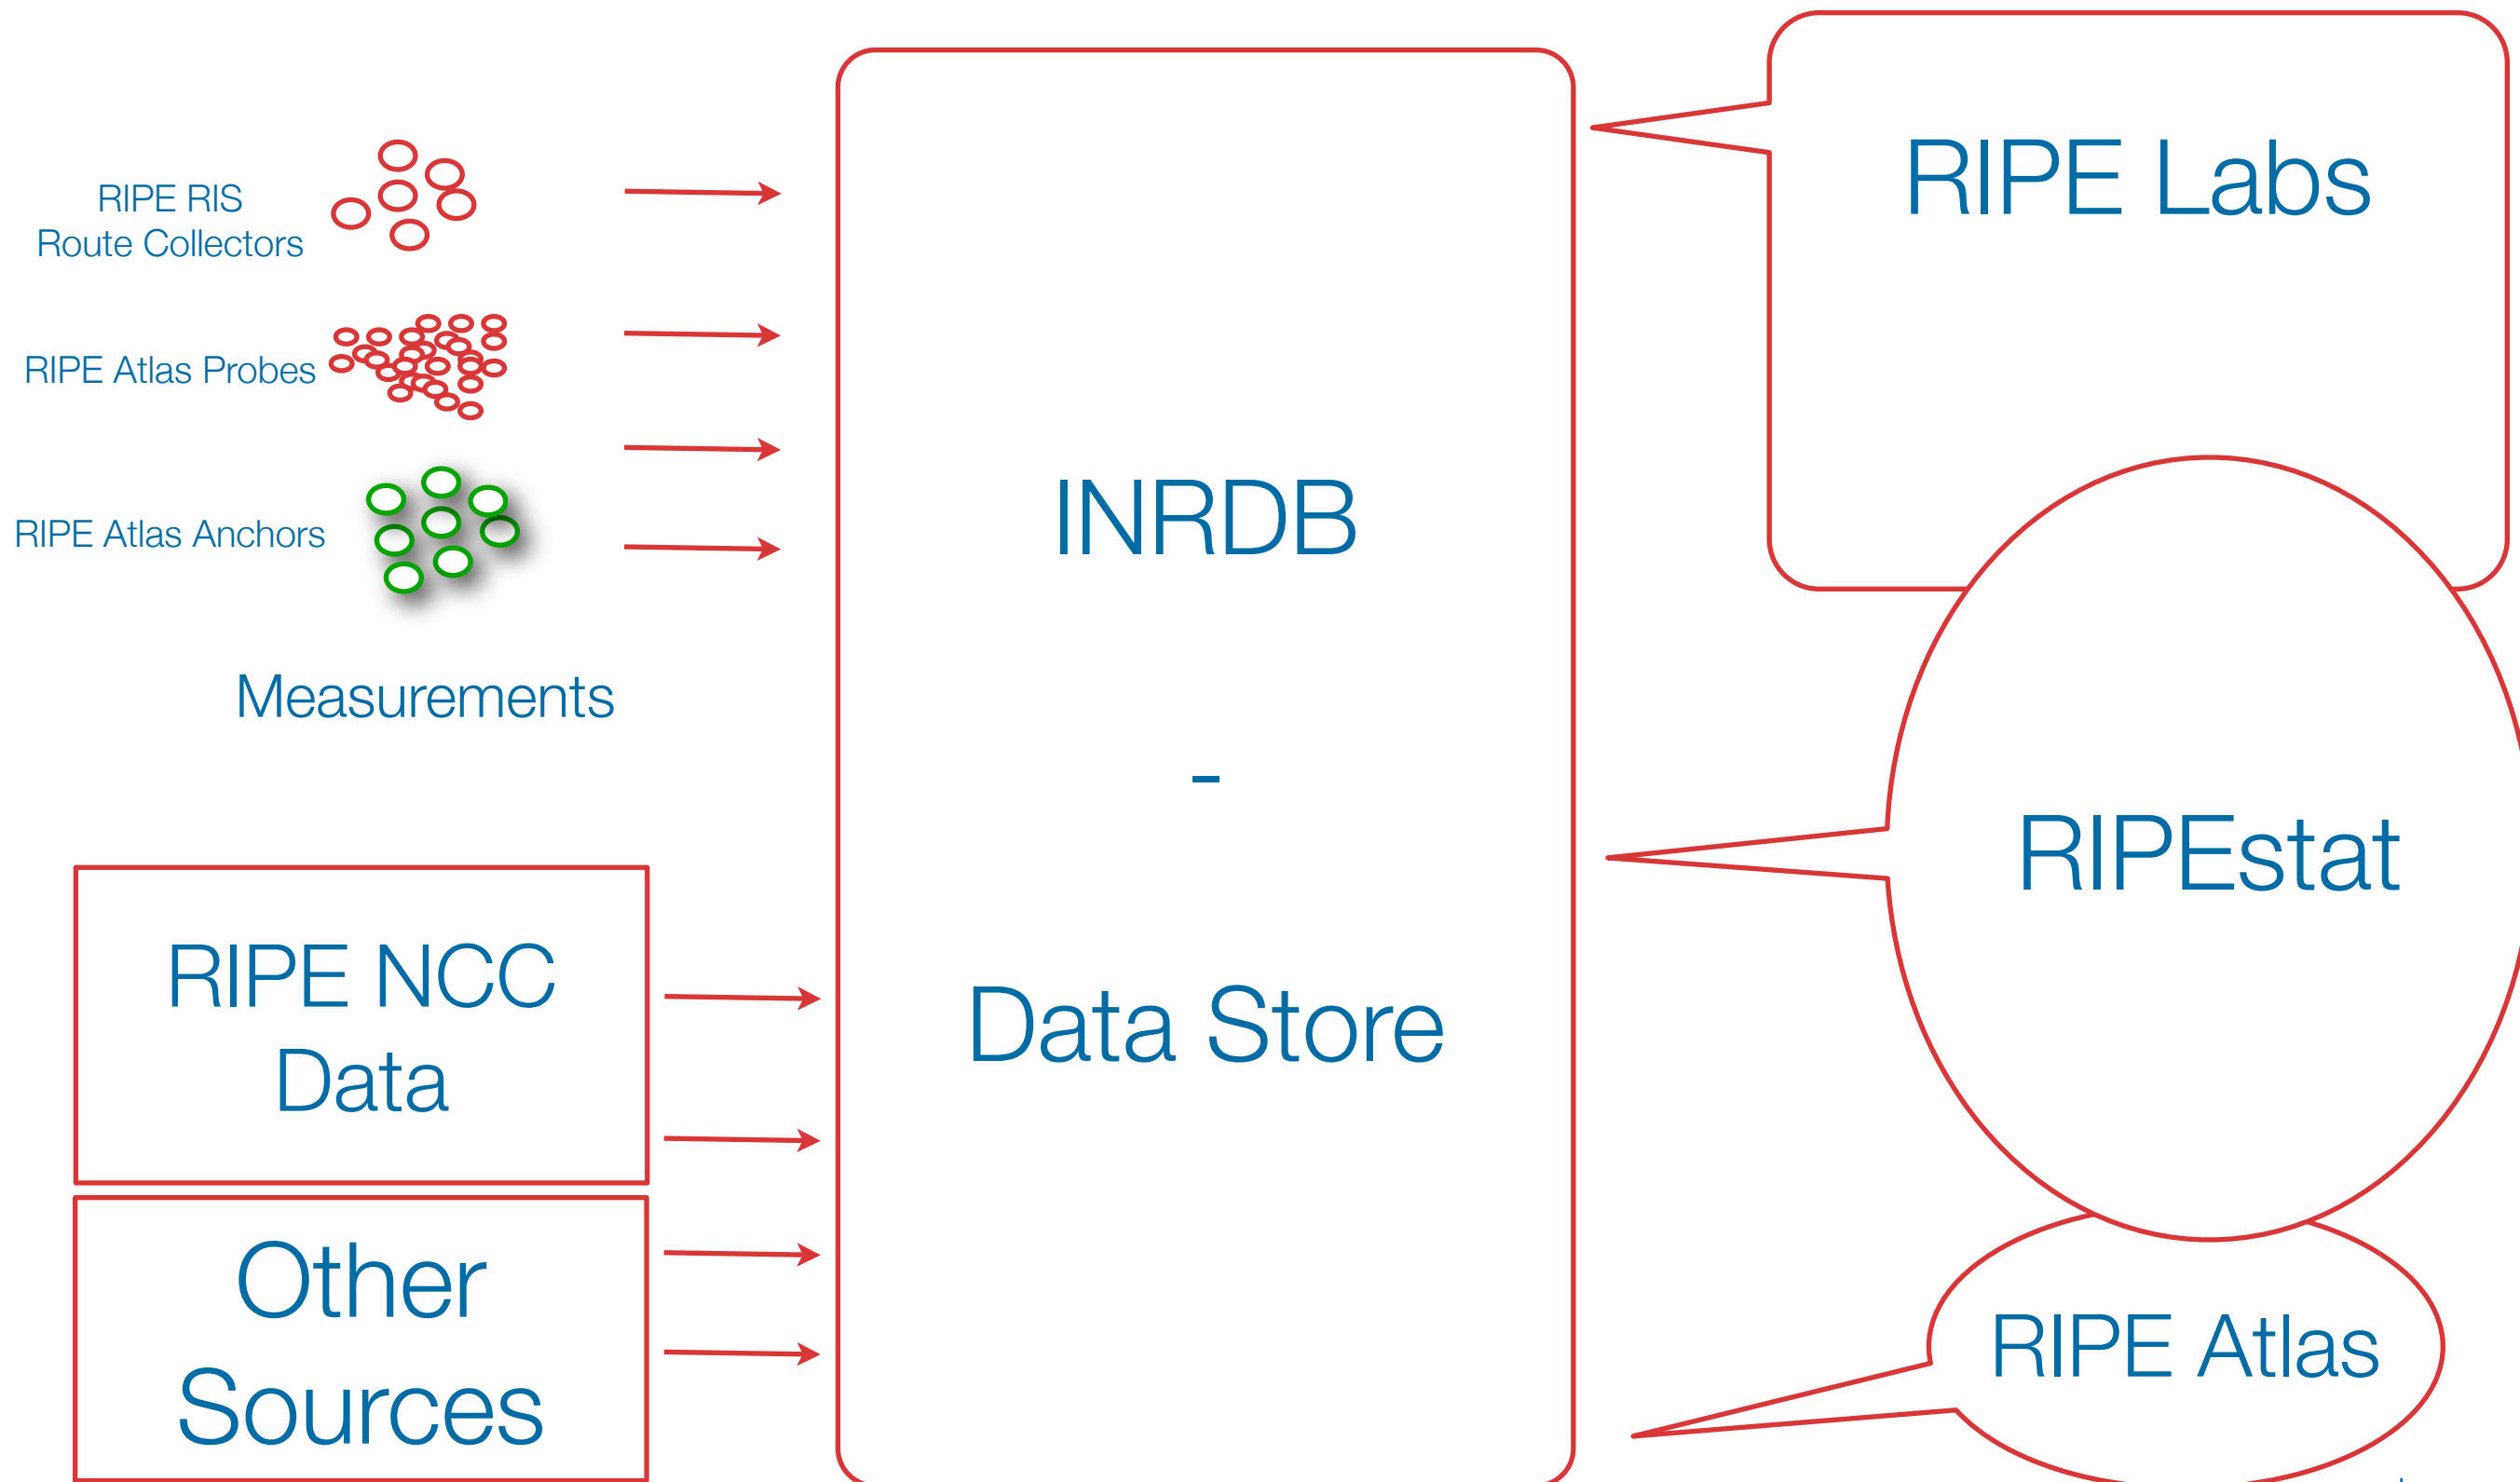 RIPE RIS
Route Collectors
RIPE Atlas Probes
RIPE Atlas Anchors
Measurements
RIPE NCC
Data
Other
Sources
INRDB
-
Data Store
RIPE Labs
RIPEstat
RIPE Atlas